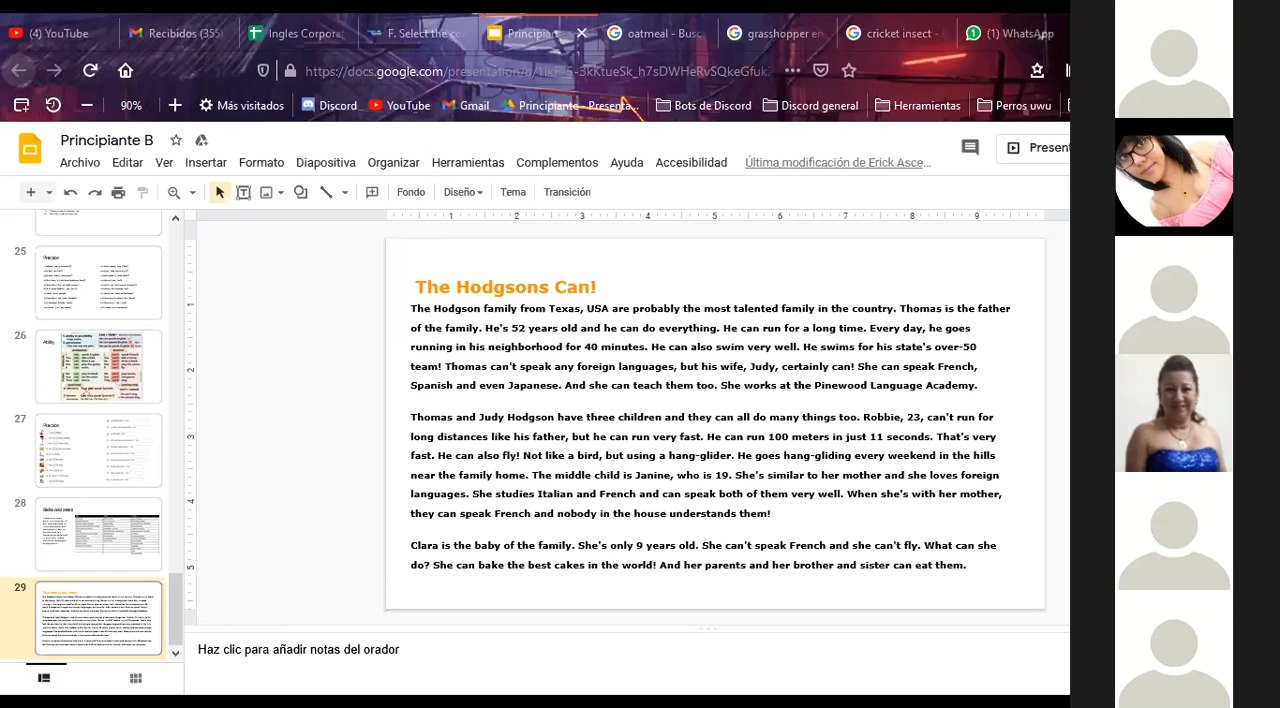 (4) YouTube
Recibidos (355
Ingles Corpora
F. Select the co
Principian
oatmeal - Busc
grasshopper en
cricket insect - B
(1) WhatsApp
https://docs.google.com/presentation/d/
90%
Más visitados
Discord
YouTube
Gmail
Principiante - Presenta...
Bots de Discord
Discord general
Herramientas
Perros uwu
Principiante B
Archivo Editar Ver Insertar Formato Diapositiva Organizar Herramientas Complementos Ayuda Accesibilidad Última modificación de Erick Asce...
Present
Fondo Diseño Tema Transición
1 2 3 4 5 6 7 8 9
25
26
Ability
27
28
29
1
2
3
4
5
The Hodgsons Can!
The Hodgson family from Texas, USA are probably the most talented family in the country. Thomas is the father
of the family. He's 52 years old and he can do everything. He can run for a long time. Every day, he goes
running in his neighborhood for 40 minutes. He can also swim very well. He swims for his state's over-50
team! Thomas can't speak any foreign languages, but his wife, Judy, certainly can! She can speak French,
Spanish and even Japanese. And she can teach them too. She works at the Pinewood Language Academy.
Thomas and Judy Hodgson have three children and they can all do many things too. Robbie, 23, can't run for
long distances like his father, but he can run very fast. He can run 100 meters in just 11 seconds. That's very
fast. He can also fly! Not like a bird, but using a hang-glider. He goes hang-gliding every weekend in the hills
near the family home. The middle child is Janine, who is 19. She's similar to her mother and she loves foreign
languages. She studies Italian and French and can speak both of them very well. When she's with her mother,
they can speak French and nobody in the house understands them!
Clara is the baby of the family. She's only 9 years old. She can't speak French and she can't fly. What can she
do? She can bake the best cakes in the world! And her parents and her brother and sister can eat them.
Haz clic para añadir notas del orador